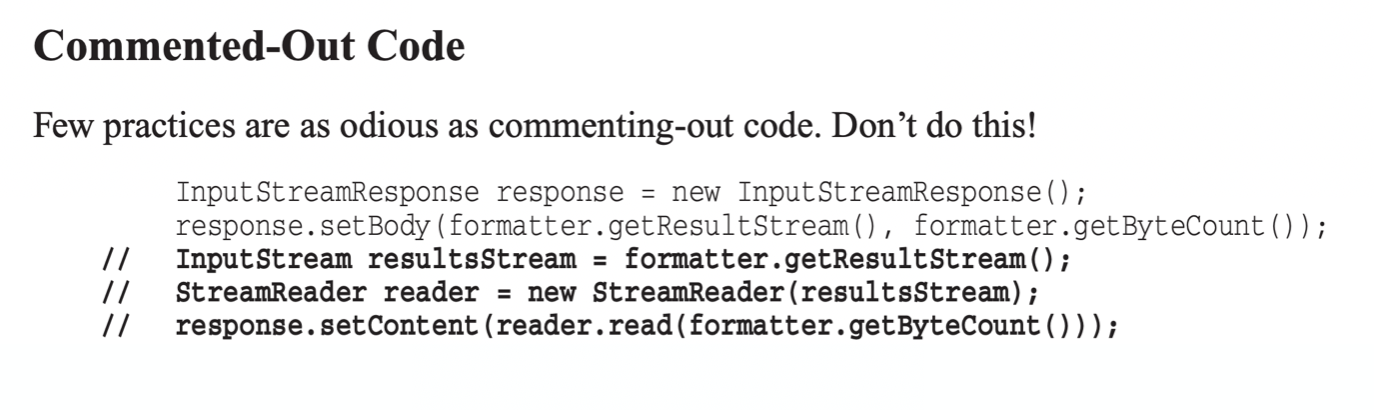 Commented-Out Code
Few practices are as odious as commenting-out code. Don’t do this!
InputStreamResponse response = new InputStreamResponse();
response.setBody(formatter.getResultStream(), formatter.getByteCount());
// InputStream resultsStream = formatter.getResultStream();
// StreamReader reader = new StreamReader(resultsStream);
// response.setContent(reader.read(formatter.getByteCount()));